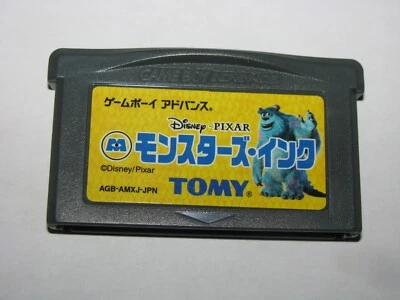 GAME BOY ADVANCE
ゲームボーイ アドバンス®
Disney・PIXAR
モンスターズ・インク
©Disney/Pixar
TOMY®
AGB-AMXJ-JPN